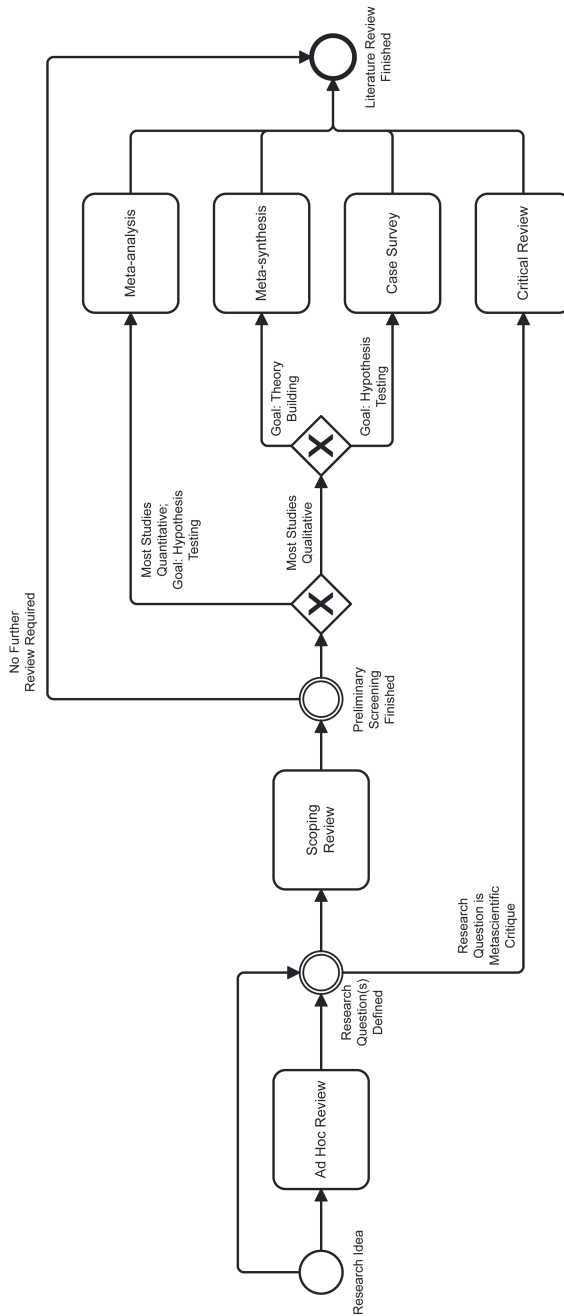 Research Idea
Ad Hoc Review
Research
Question(s)
Defined
Scoping
Review
Research
Question is
Metascientific
Critique
Preliminary
Screening
Finished
No Further
Review Required
X
Most Studies
Quantitative;
Goal: Hypothesis
Testing
Most Studies
Qualitative
X
Goal: Theory
Building
Goal: Hypothesis
Testing
Meta-analysis
Meta-synthesis
Case Survey
Critical Review
Literature Review
Finished